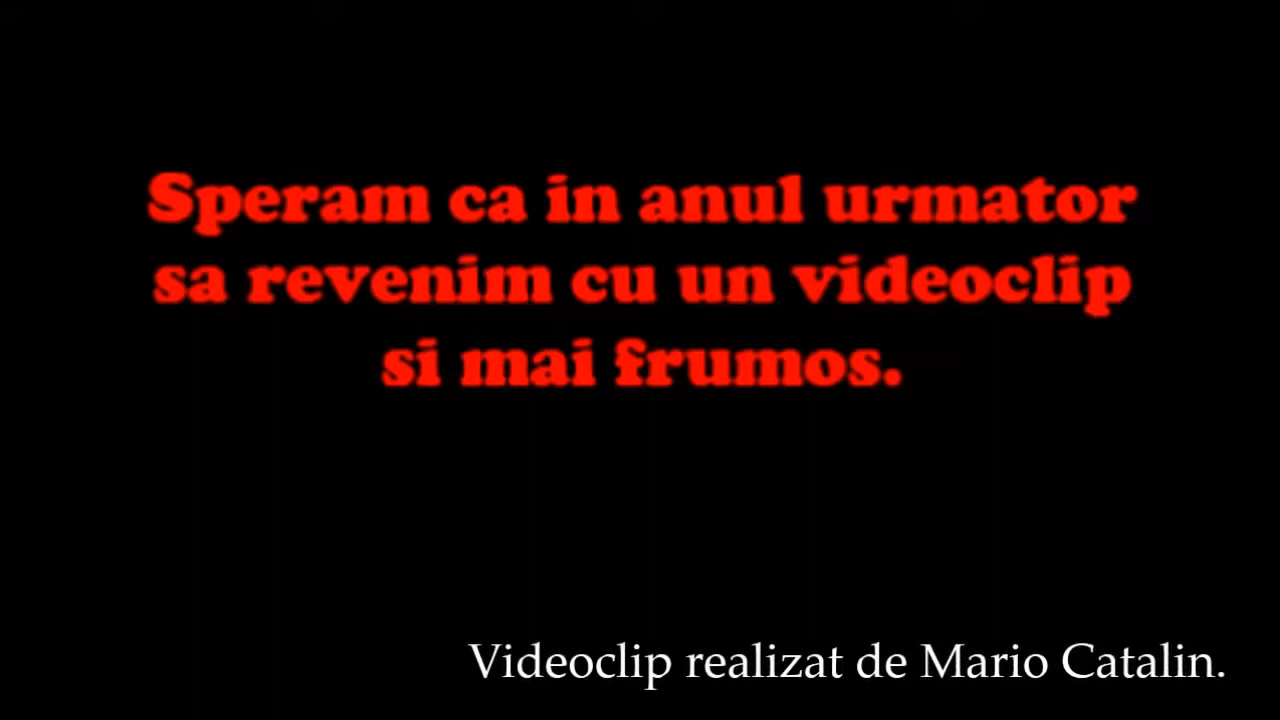 Speram ca in anul urmator
sa revenim cu un videoclip
si mai frumos.
Videoclip realizat de Mario Catalin.